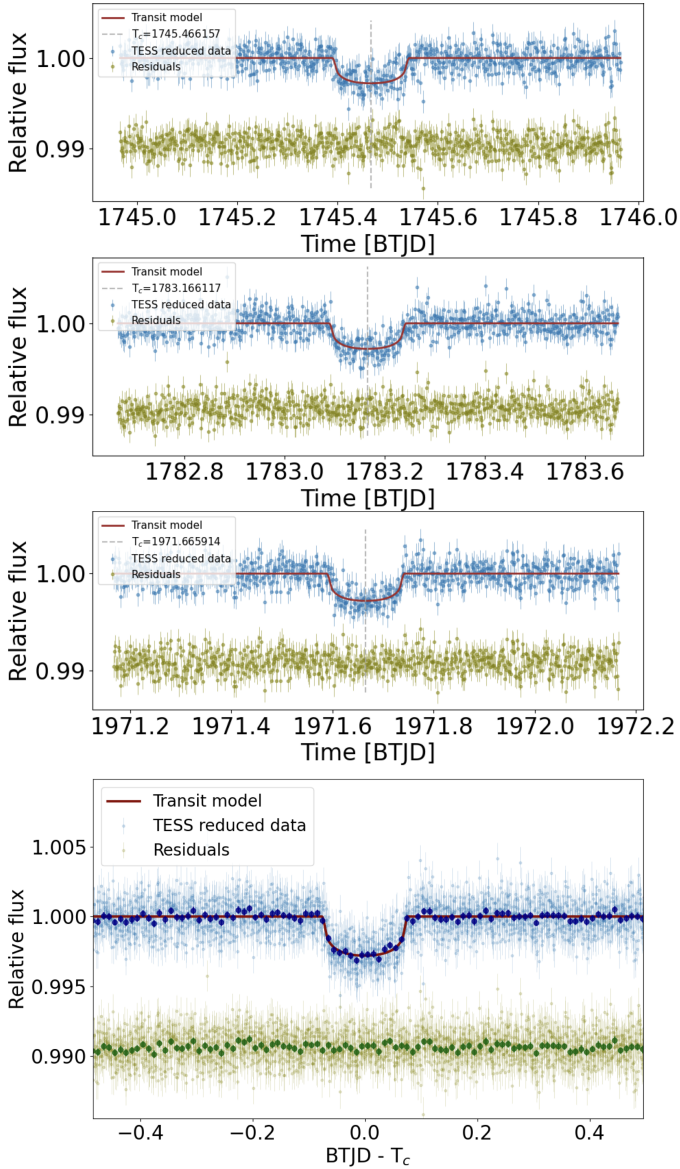 Transit model
T_c=1745.466157
TESS reduced data
Residuals
1.00
0.99
Relative flux
1745.0 1745.2 1745.4 1745.6 1745.8 1746.0
Time [BTJD]
Transit model
T_c=1783.166117
TESS reduced data
Residuals
1.00
0.99
Relative flux
1782.8 1783.0 1783.2 1783.4 1783.6
Time [BTJD]
Transit model
T_c=1971.665914
TESS reduced data
Residuals
1.00
0.99
Relative flux
1971.2 1971.4 1971.6 1971.8 1972.0 1972.2
Time [BTJD]
Transit model
TESS reduced data
Residuals
1.005
1.000
0.995
0.990
Relative flux
−0.4 −0.2 0.0 0.2 0.4
BTJD - T_c